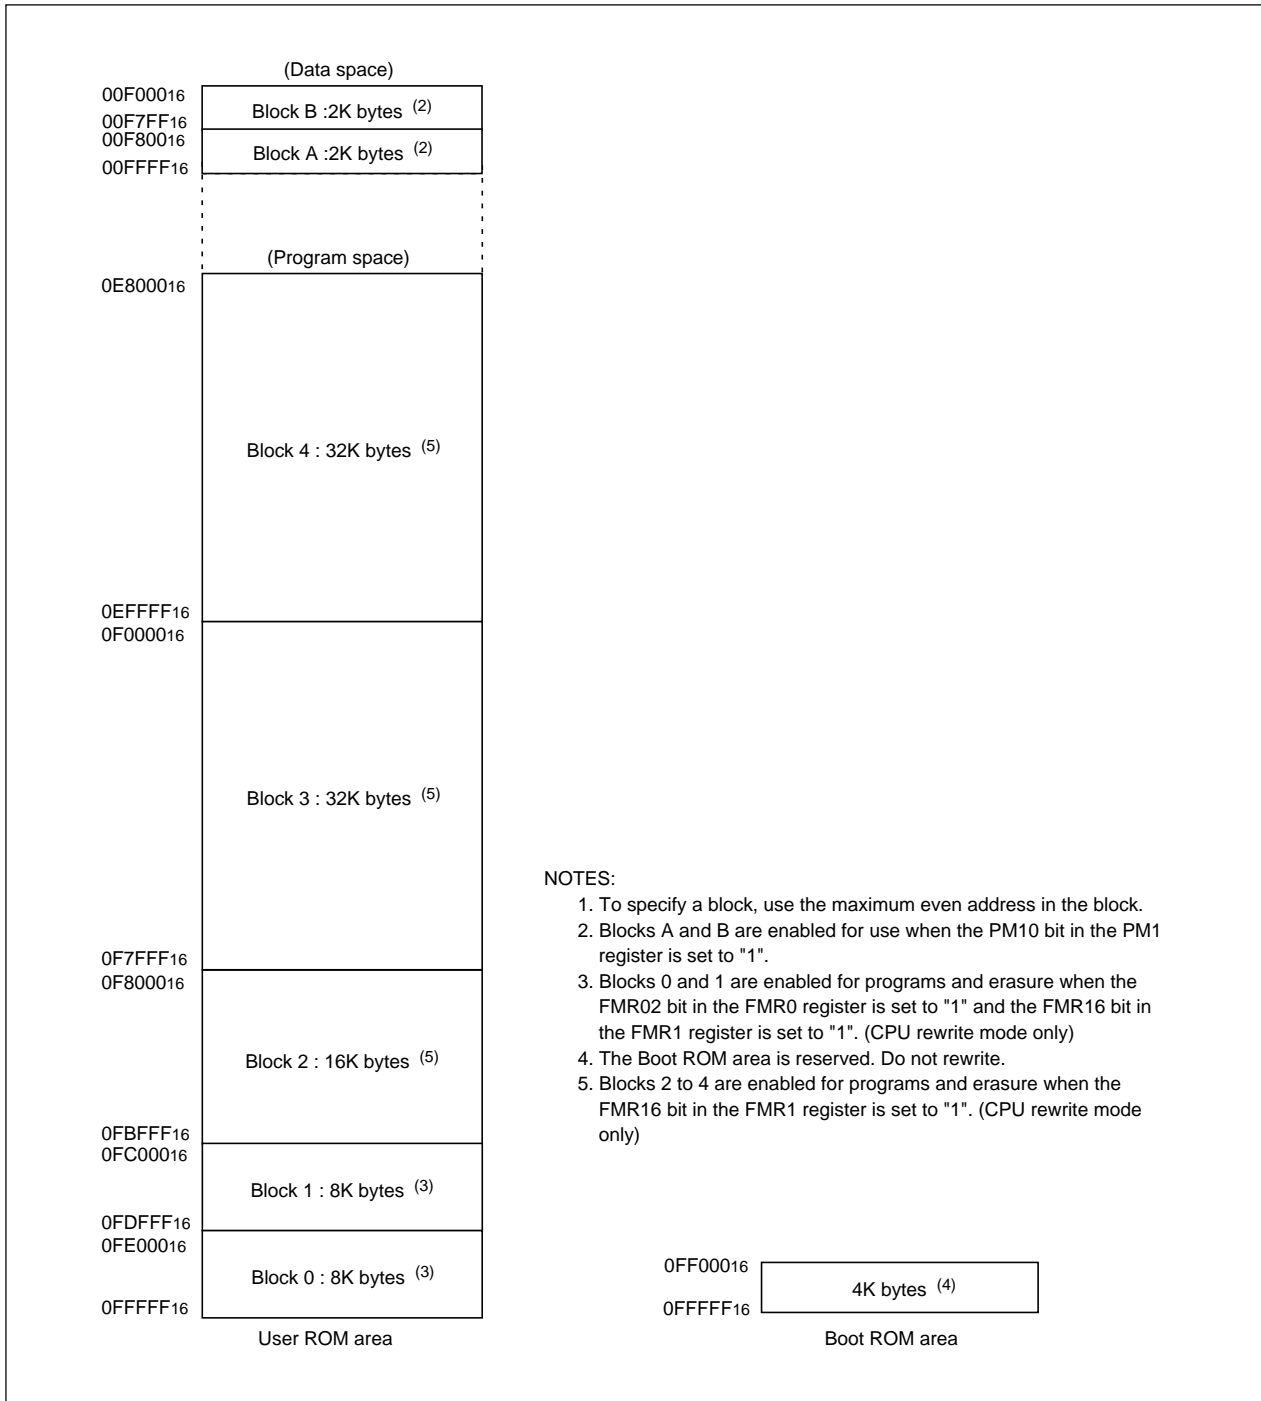 (Data space)
00F00016
Block B :2K bytes (2)
00F7FF16
00F80016
Block A :2K bytes (2)
00FFFF16
(Program space)
0E800016
Block 4 : 32K bytes (5)
0EFFFF16
0F000016
Block 3 : 32K bytes (5)
0F7FFF16
0F800016
Block 2 : 16K bytes (5)
0FBFFF16
0FC00016
Block 1 : 8K bytes (3)
0FDFFF16
0FE00016
Block 0 : 8K bytes (3)
0FFFFF16
User ROM area
NOTES:
1. To specify a block, use the maximum even address in the block.
2. Blocks A and B are enabled for use when the PM10 bit in the PM1
register is set to "1".
3. Blocks 0 and 1 are enabled for programs and erasure when the
FMR02 bit in the FMR0 register is set to "1" and the FMR16 bit in
the FMR1 register is set to "1". (CPU rewrite mode only)
4. The Boot ROM area is reserved. Do not rewrite.
5. Blocks 2 to 4 are enabled for programs and erasure when the
FMR16 bit in the FMR1 register is set to "1". (CPU rewrite mode
only)
0FF00016
4K bytes (4)
0FFFFF16
Boot ROM area